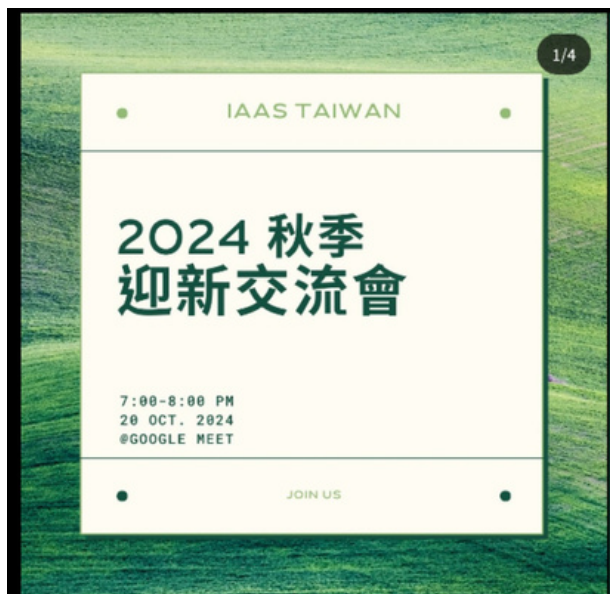 1/4
IAAS TAIWAN
2024 秋季
迎新交流會
7:00-8:00 PM
20 OCT. 2024
@GOOGLE MEET
JOIN US